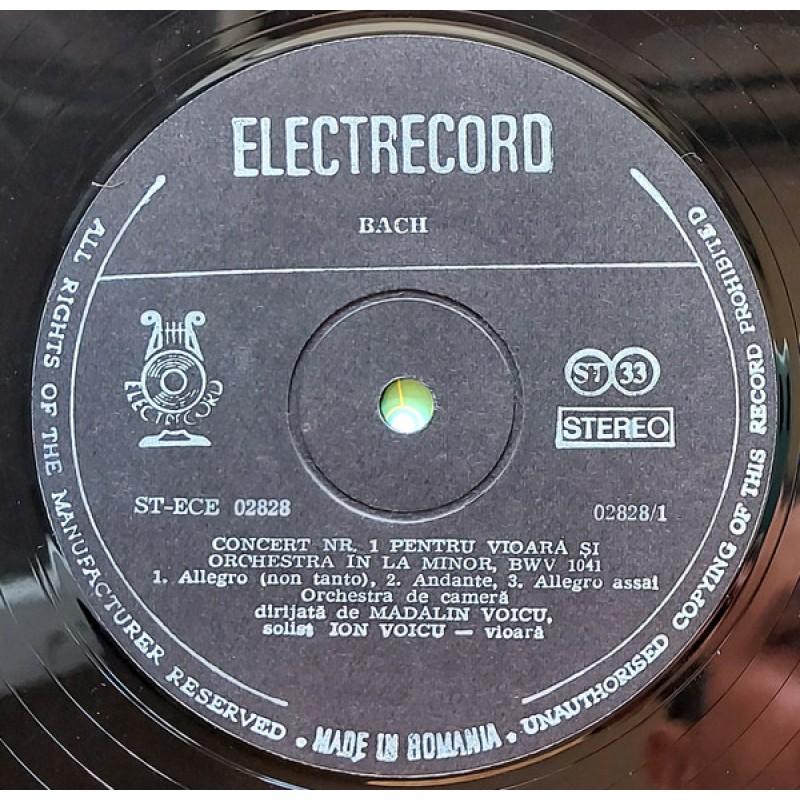 ELECTRECORD
BACH
ELECTRECORD
ST 33
STEREO
ST-ECE 02828
02828/1
CONCERT NR. 1 PENTRU VIOARA ȘI
ORCHESTRA IN LA MINOR, BWV 1041
1. Allegro (non tanto), 2. Andante, 3. Allegro assai
Orchestra de cameră
dirijată de MADALIN VOICU,
solist ION VOICU — vioară
ALL RIGHTS OF THE MANUFACTURER RESERVED • MADE IN ROMANIA • UNAUTHORISED COPYING OF THIS RECORD PROHIBITED